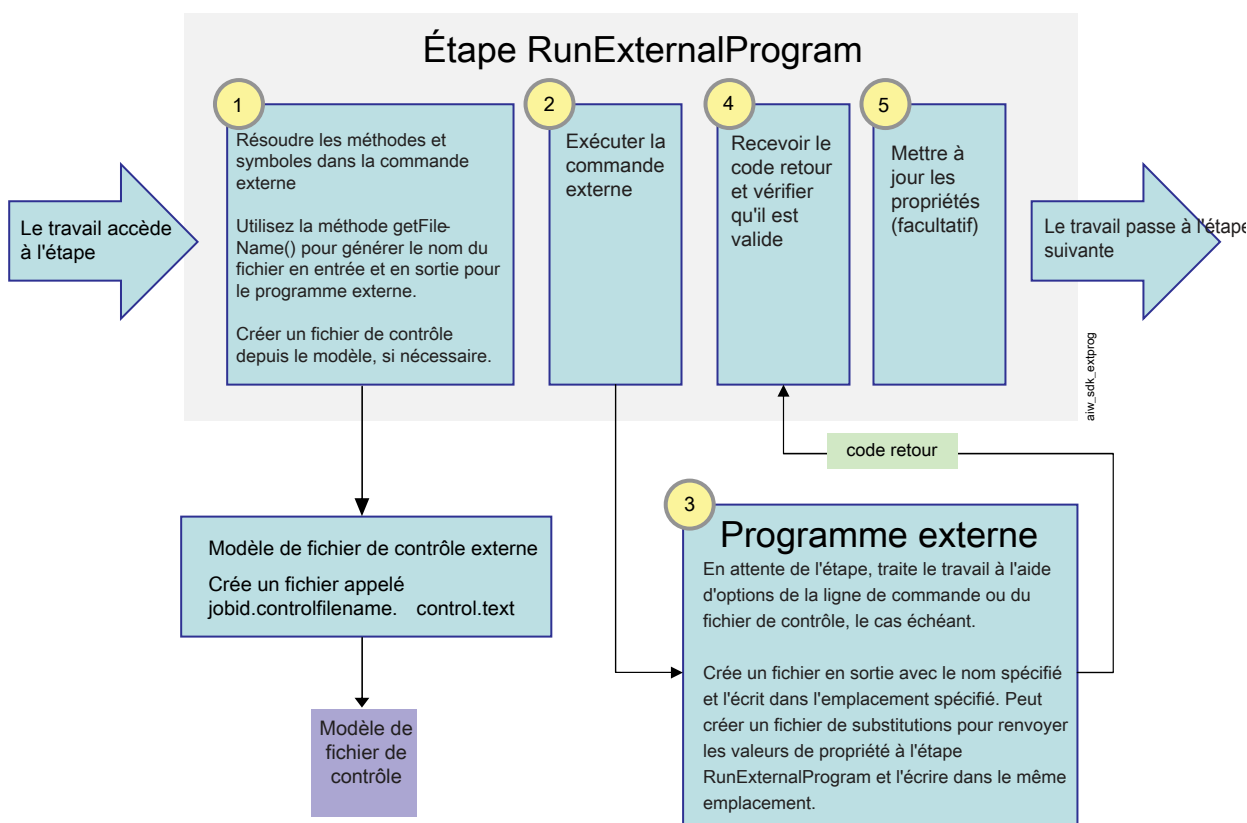 Étape RunExternalProgram
Le travail accède
à l'étape
1
Résoudre les méthodes et
symboles dans la commande
externe
Utilisez la méthode getFile-
Name() pour générer le nom du
fichier en entrée et en sortie pour
le programme externe.
Créer un fichier de contrôle
depuis le modèle, si nécessaire.
2
Exécuter la
commande
externe
4
Recevoir le
code retour
et vérifier
qu'il est
valide
5
Mettre à
jour les
propriétés
(facultatif)
Le travail passe à l'étape
suivante
aiw_sdk_extprog
code retour
Modèle de fichier de contrôle externe
Crée un fichier appelé
jobid.controlfilename. control.text
Modèle de
fichier de
contrôle
3
Programme externe
En attente de l'étape, traite le travail à l'aide
d'options de la ligne de commande ou du
fichier de contrôle, le cas échéant.
Crée un fichier en sortie avec le nom spécifié
et l'écrit dans l'emplacement spécifié. Peut
créer un fichier de substitutions pour renvoyer
les valeurs de propriété à l'étape
RunExternalProgram et l'écrire dans le même
emplacement.